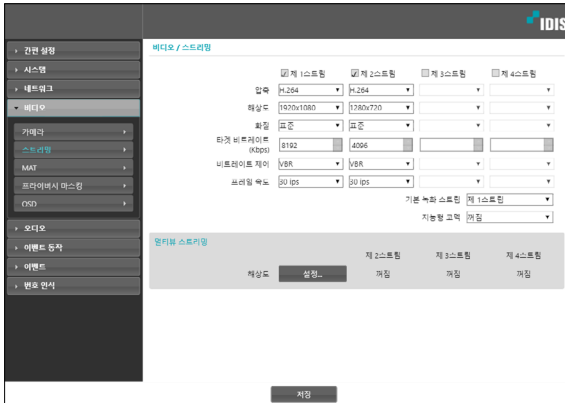 IDIS
간편 설정
시스템
네트워크
비디오
카메라
스트리밍
MAT
프라이버시 마스킹
OSD
오디오
이벤트 동작
이벤트
번호 인식
비디오 / 스트리밍
제 1스트림 제 2스트림 제 3스트림 제 4스트림
압축 H.264 H.264
해상도 1920x1080 1280x720
화질 표준 표준
타겟 비트레이트
(Kbps) 8192 4096
비트레이트 제어 VBR VBR
프레임 속도 30 ips 30 ips
기본 녹화 스트림 제 1스트림
지능형 코덱 꺼짐
멀티뷰 스트리밍
제 2스트림 제 3스트림 제 4스트림
해상도 설정... 꺼짐 꺼짐 꺼짐
저장